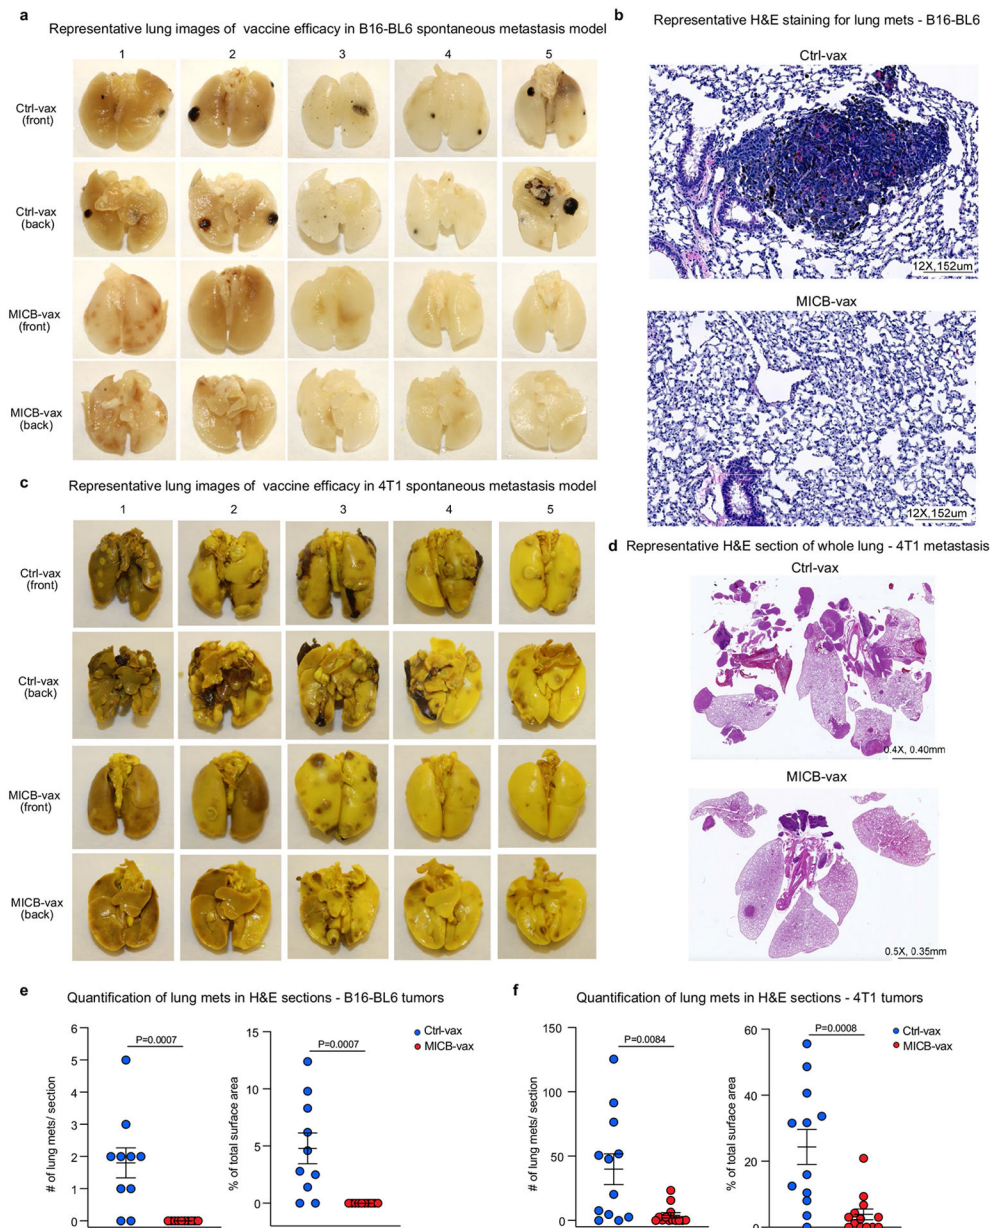 a
Representative lung images of vaccine efficacy in B16-BL6 spontaneous metastasis model
1 2 3 4 5
Ctrl-vax
(front)
Ctrl-vax
(back)
MICB-vax
(front)
MICB-vax
(back)
b
Representative H&E staining for lung mets - B16-BL6
Ctrl-vax
12X,152um
MICB-vax
12X,152um
c
Representative lung images of vaccine efficacy in 4T1 spontaneous metastasis model
1 2 3 4 5
Ctrl-vax
(front)
Ctrl-vax
(back)
MICB-vax
(front)
MICB-vax
(back)
d Representative H&E section of whole lung - 4T1 metastasis
Ctrl-vax
0.4X, 0.40mm
MICB-vax
0.5X, 0.35mm
e
Quantification of lung mets in H&E sections - B16-BL6 tumors
# of lung mets/ section
6
5
4
3
2
1
0
P=0.0007
% of total surface area
15
10
5
0
P=0.0007
Ctrl-vax
MICB-vax
f
Quantification of lung mets in H&E sections - 4T1 tumors
# of lung mets/ section
150
100
50
0
P=0.0084
% of total surface area
60
40
20
0
P=0.0008
Ctrl-vax
MICB-vax